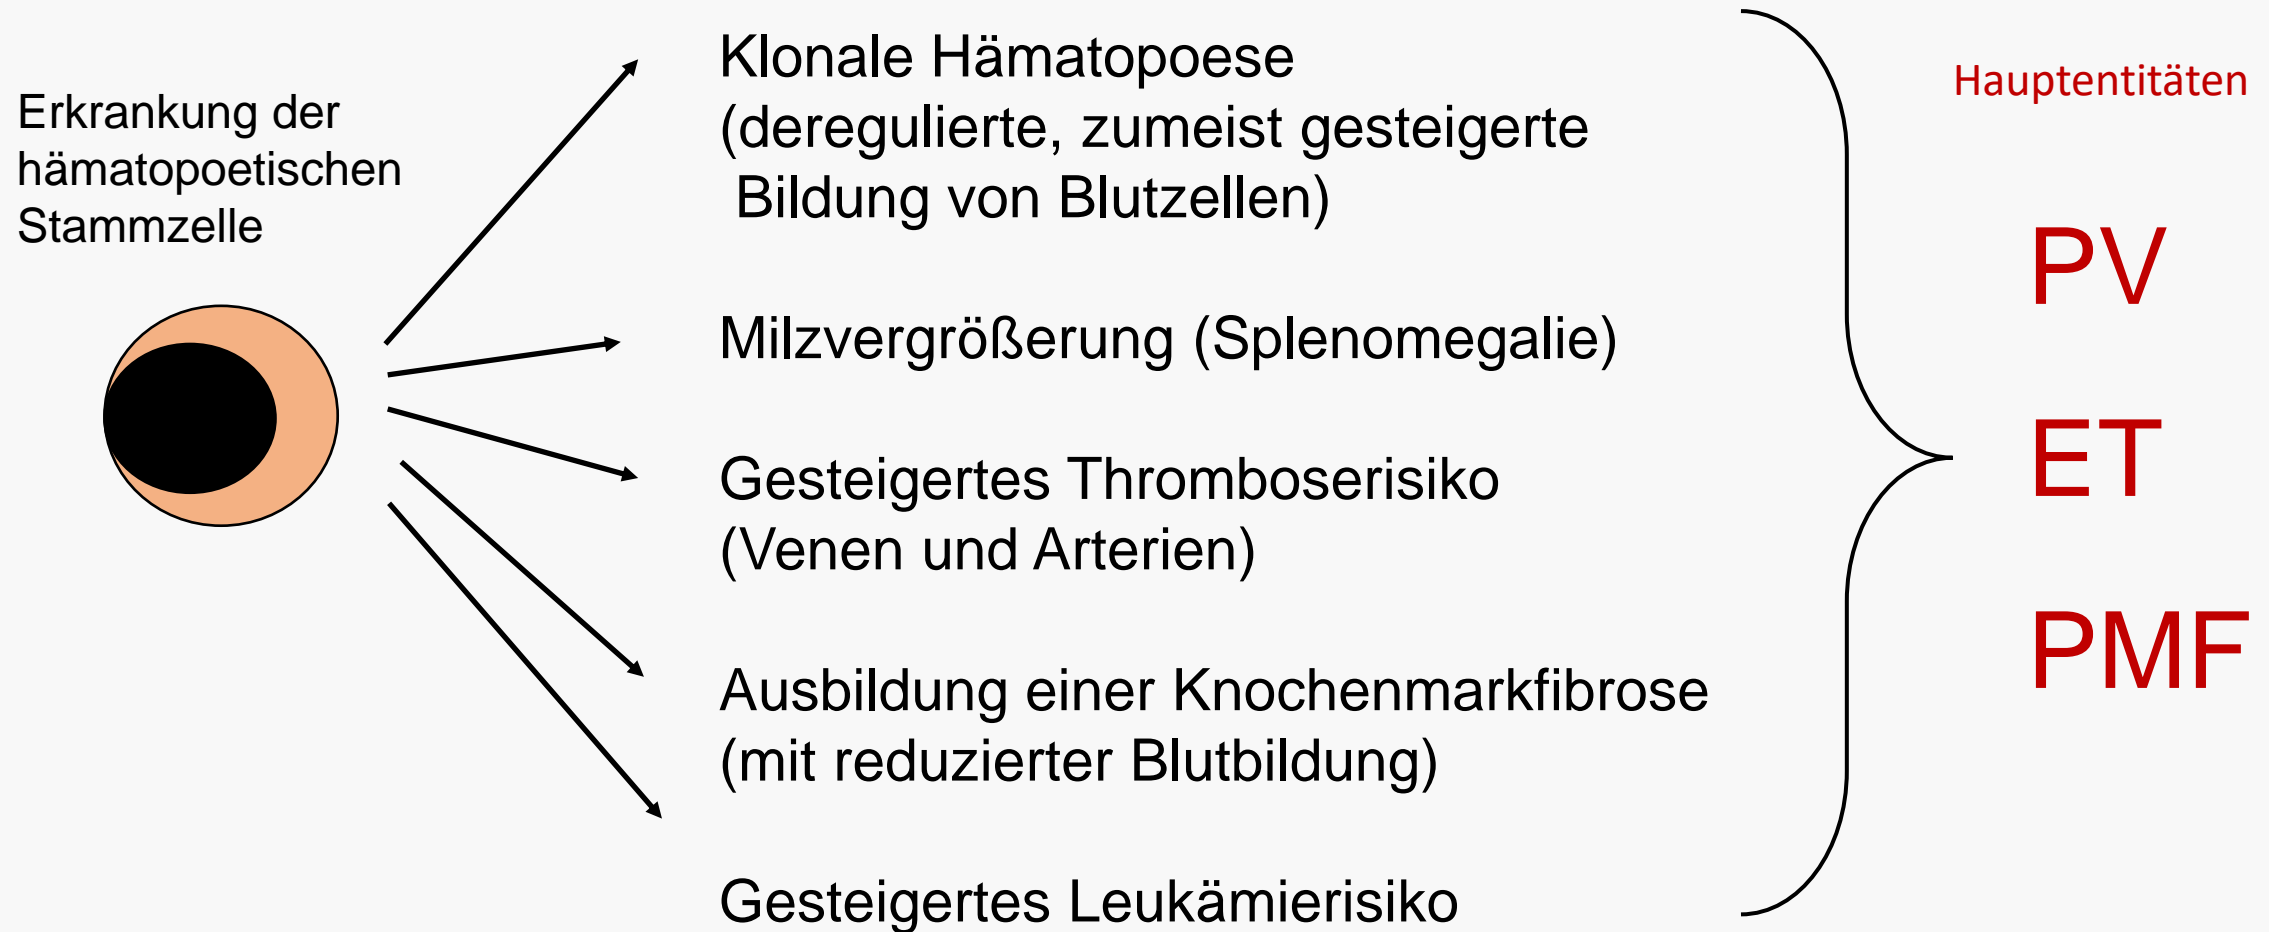 Erkrankung der
hämatopoetischen
Stammzelle
Klonale Hämatopoese
(deregulierte, zumeist gesteigerte
Bildung von Blutzellen)
Milzvergrößerung (Splenomegalie)
Gesteigertes Thromboserisiko
(Venen und Arterien)
Ausbildung einer Knochenmarkfibrose
(mit reduzierter Blutbildung)
Gesteigertes Leukämierisiko
Hauptentitäten
PV
ET
PMF